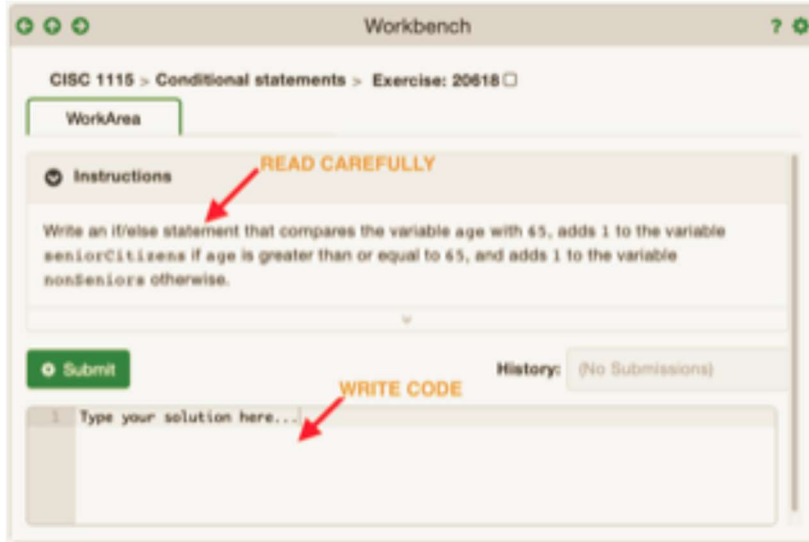 Workbench
?
CISC 1115 > Conditional statements > Exercise: 20618
WorkArea
READ CAREFULLY
Instructions
Write an if/else statement that compares the variable age with 65, adds 1 to the variable
seniorCitizens if age is greater than or equal to 65, and adds 1 to the variable
nonSeniors otherwise.
Submit
History: (No Submissions)
WRITE CODE
1 Type your solution here...